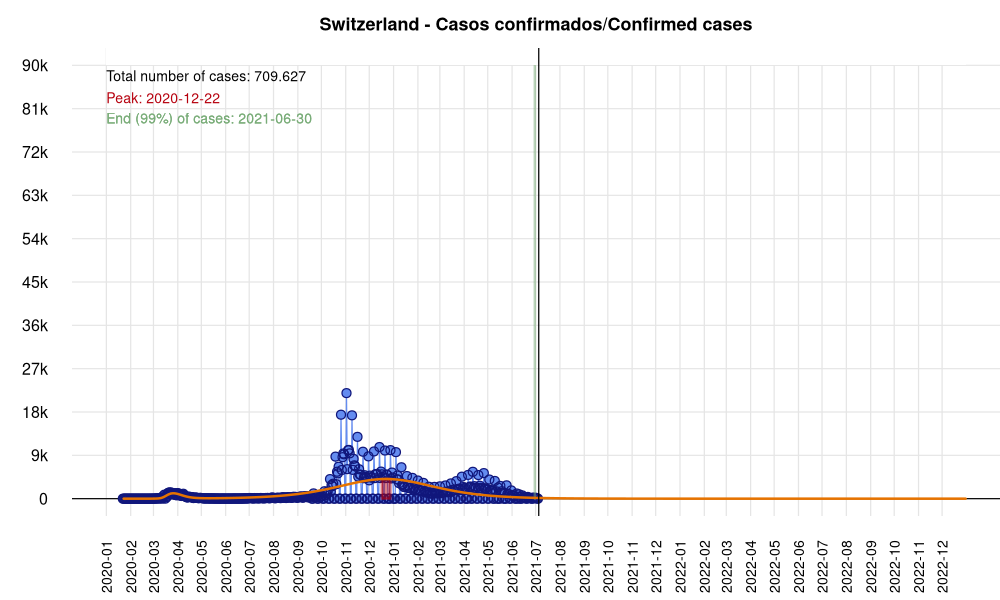 Switzerland - Casos confirmados/Confirmed cases
90k
Total number of cases: 709.627
Peak: 2020-12-22
81k
End (99%) of cases: 2021-06-30
72k
63k
54k
45k
36k
27k
18k
9k
0
2020-01
2020-02
2020-03
2020-04
2020-05
2020-06
2020-07
2020-08
2020-09
2020-10
2020-11
2020-12
2021-01
2021-02
2021-03
2021-04
2021-05
2021-06
2021-07
2021-08
2021-10
2021-11
2021-12
2022-01
2022-02
2022-03
2022-04
2022-05
2022-06
2022-07
2022-08
2022-09
2022-10
2022-11
2022-12